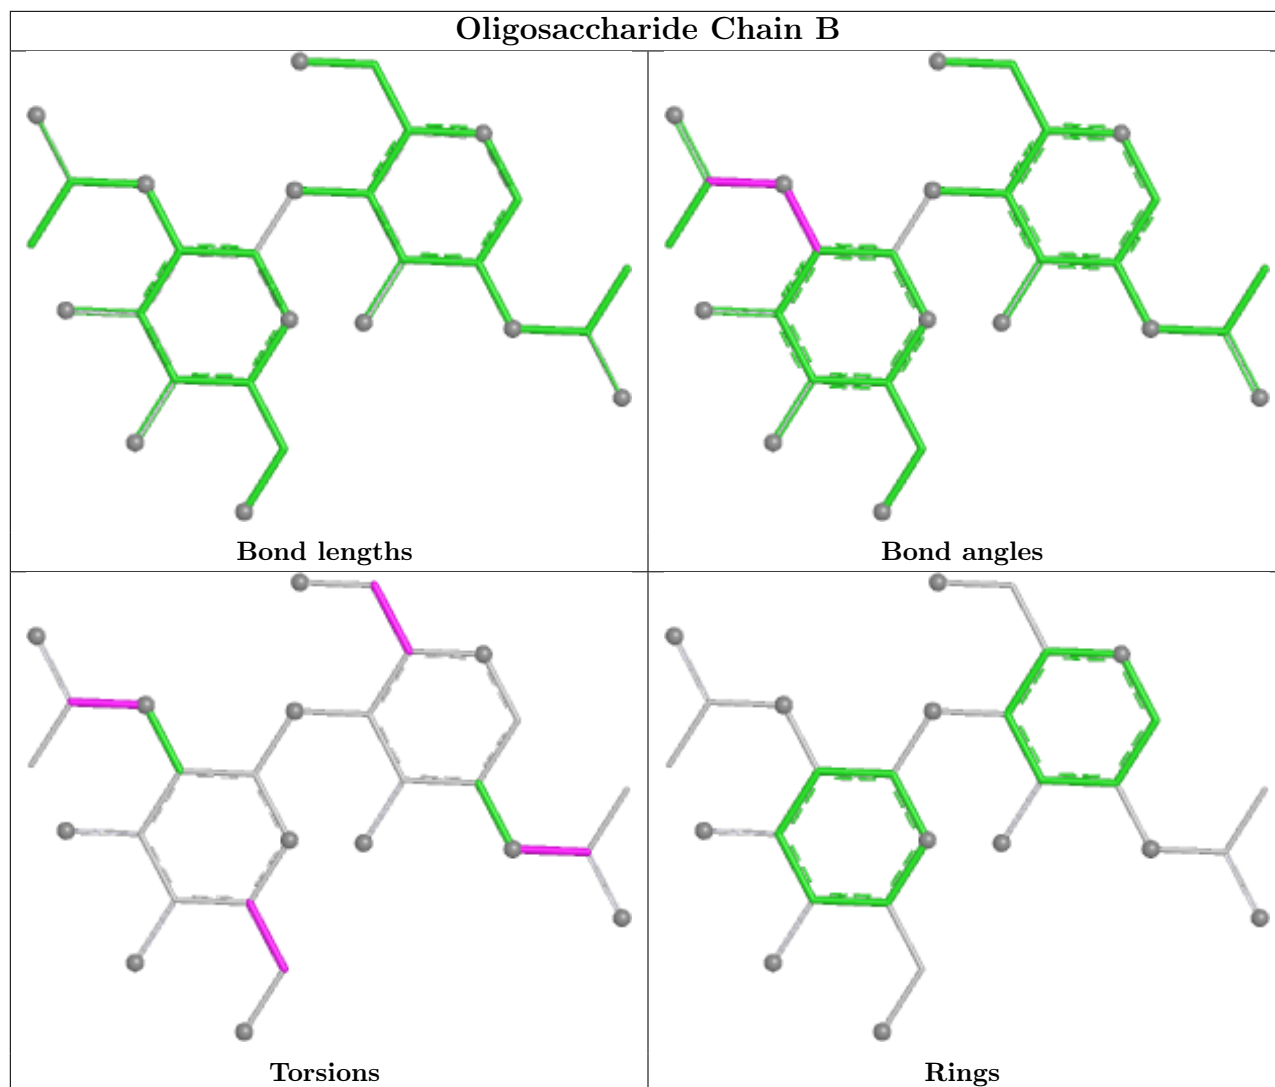 Oligosaccharide Chain B
Bond lengths
Bond angles
Torsions
Rings